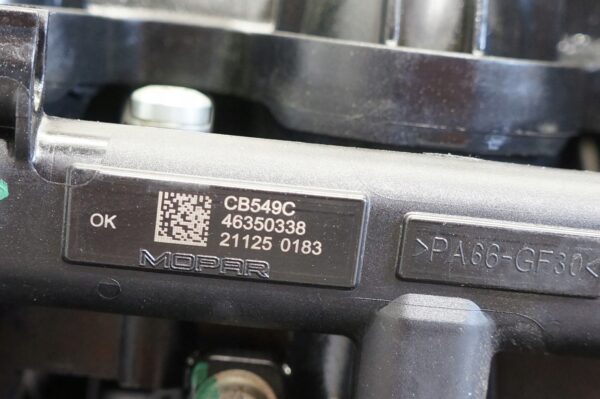 OK
CB549C
46350338
21125 0183
MOPAR
>PA66-GF30<